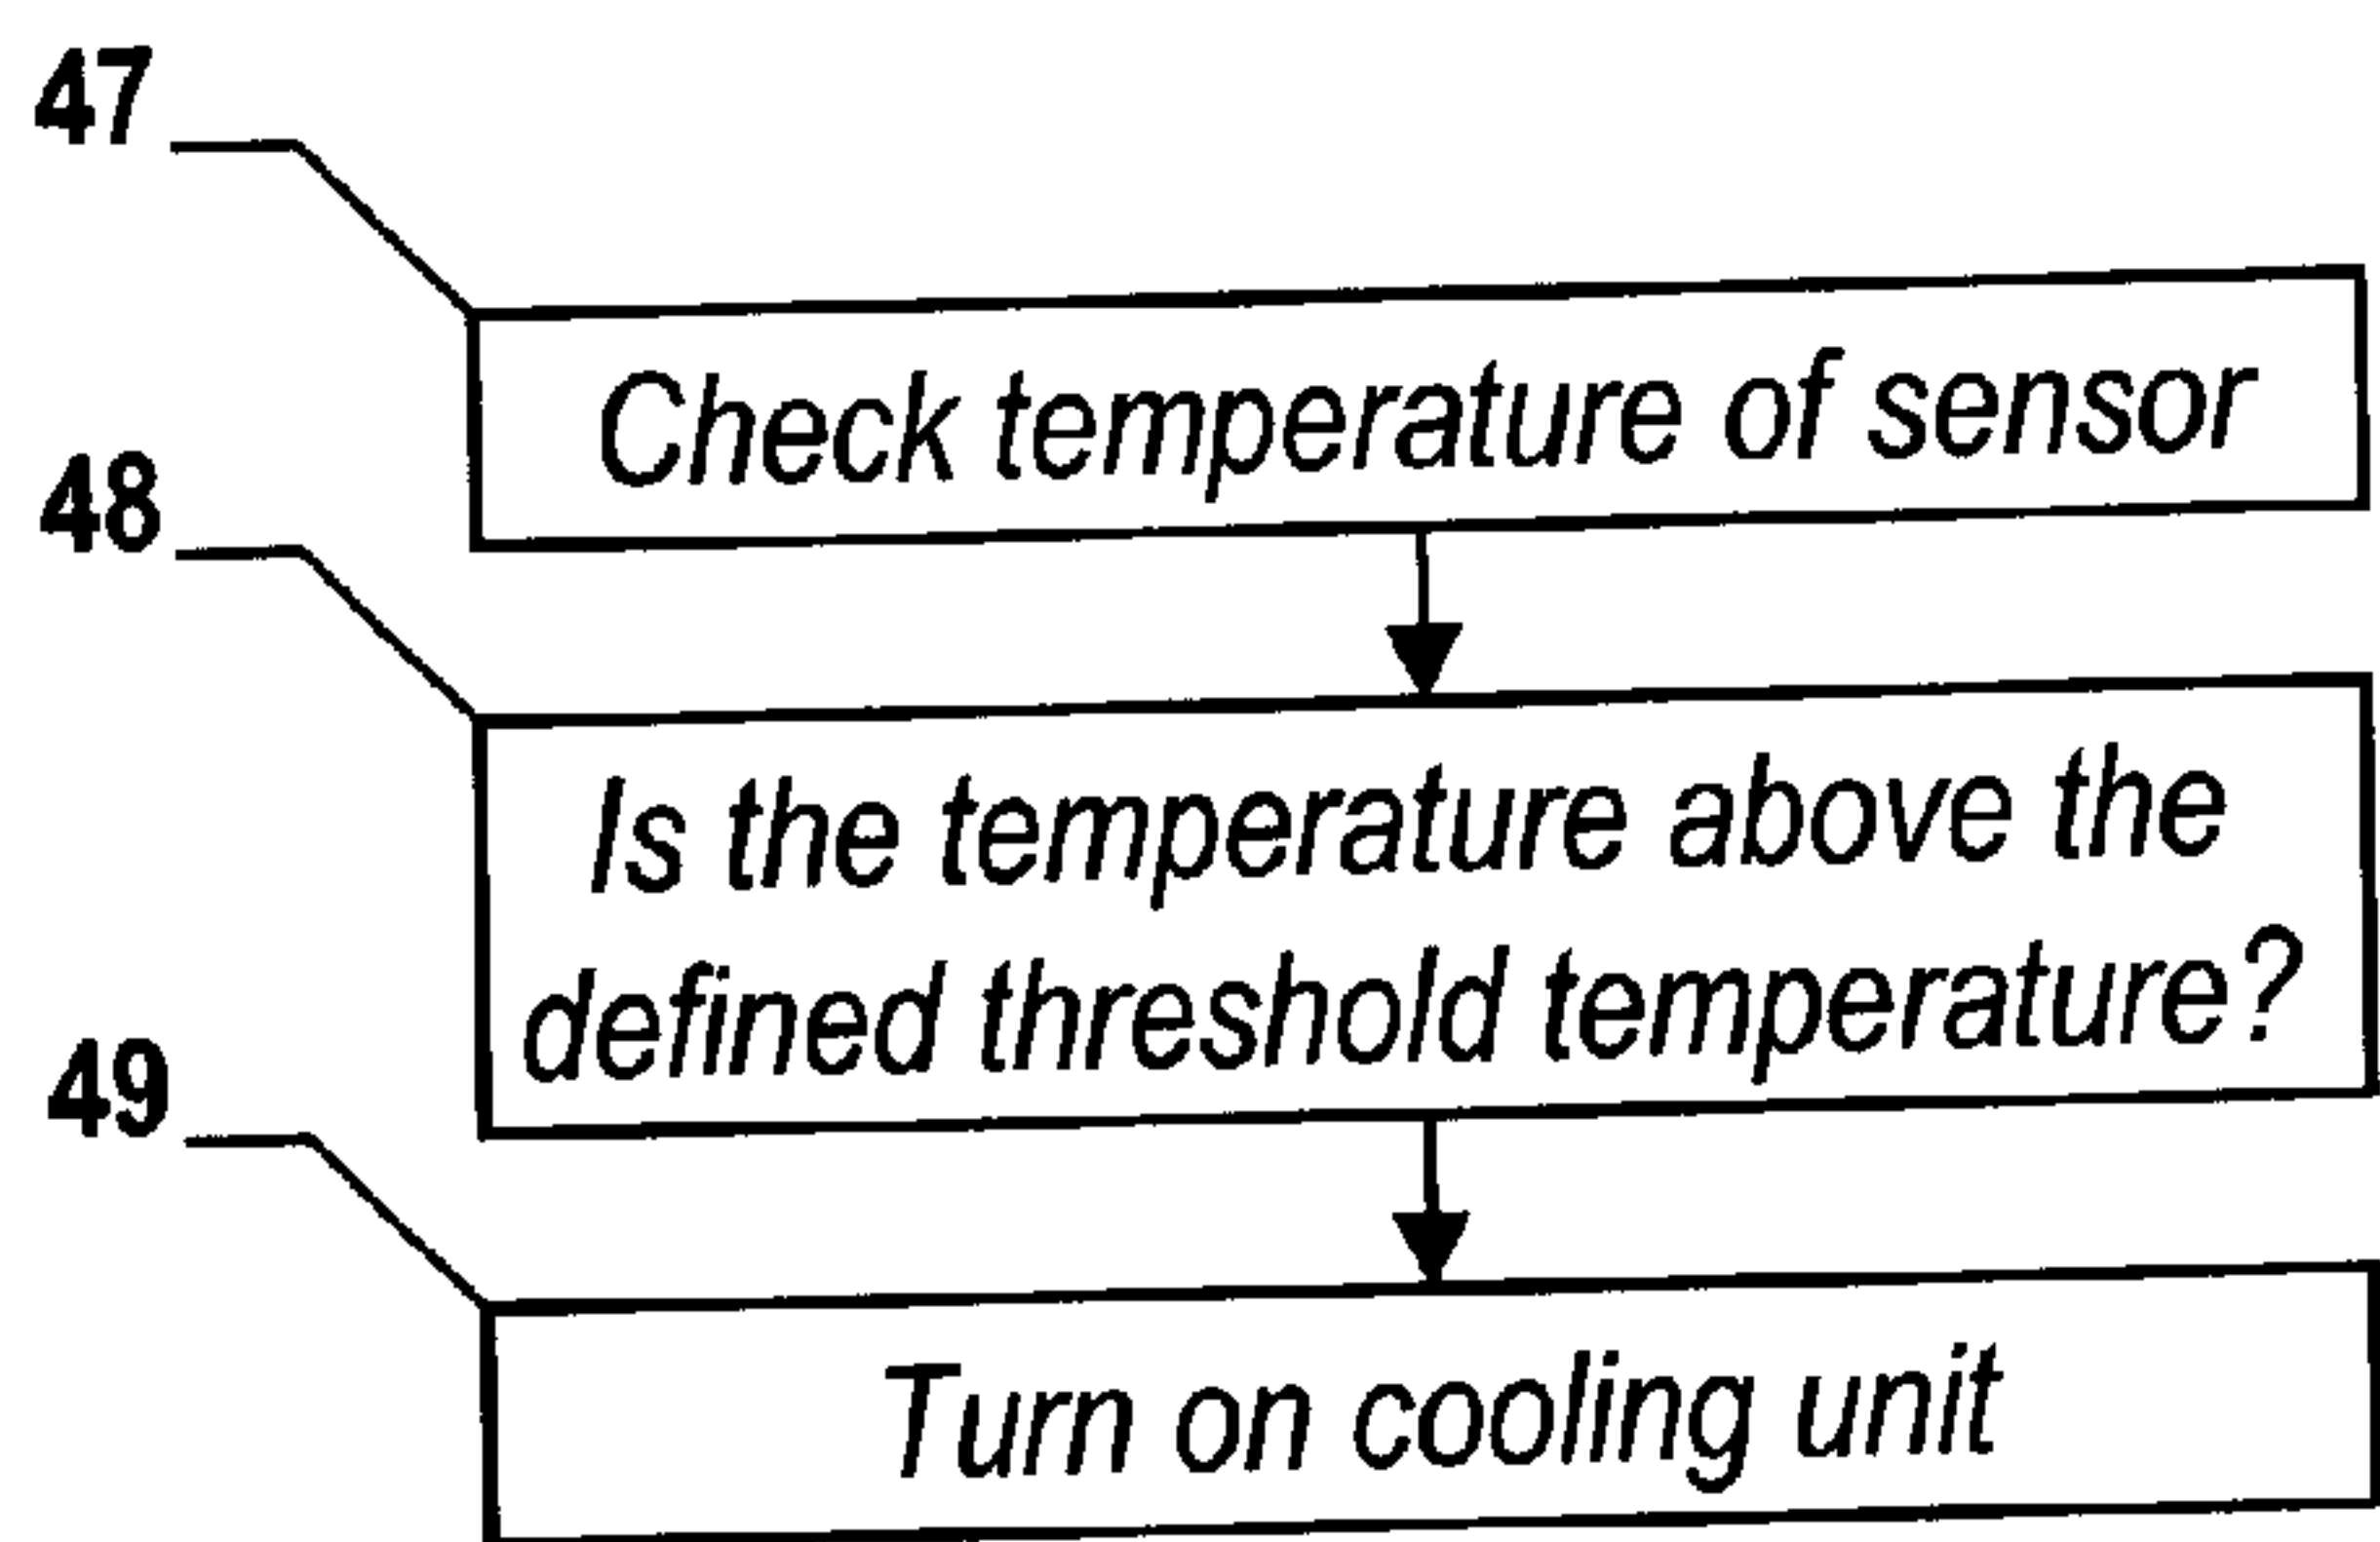 47
Check temperature of sensor
48
Is the temperature above the
defined threshold temperature?
49
Turn on cooling unit